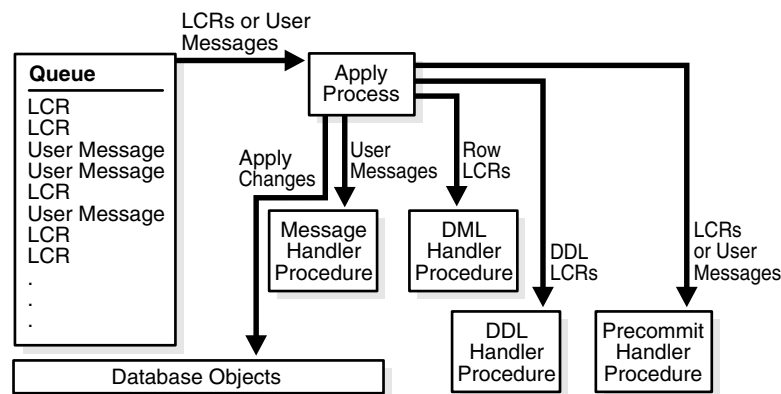 LCRs or User
Messages
Queue
LCR
LCR
User Message
User Message
LCR
User Message
LCR
LCR
.
.
.
Apply
Process
Apply
Changes
User
Messages
Row
LCRs
DDL
LCRs
LCRs
or User
Messages
Message
Handler
Procedure
DML
Handler
Procedure
DDL
Handler
Procedure
Precommit
Handler
Procedure
Database Objects